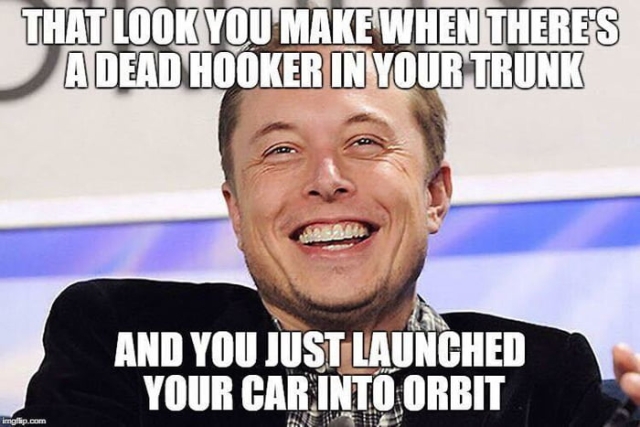 THAT LOOK YOU MAKE WHEN THERE'S
A DEAD HOOKER IN YOUR TRUNK
AND YOU JUST LAUNCHED
YOUR CAR INTO ORBIT
imgflip.com